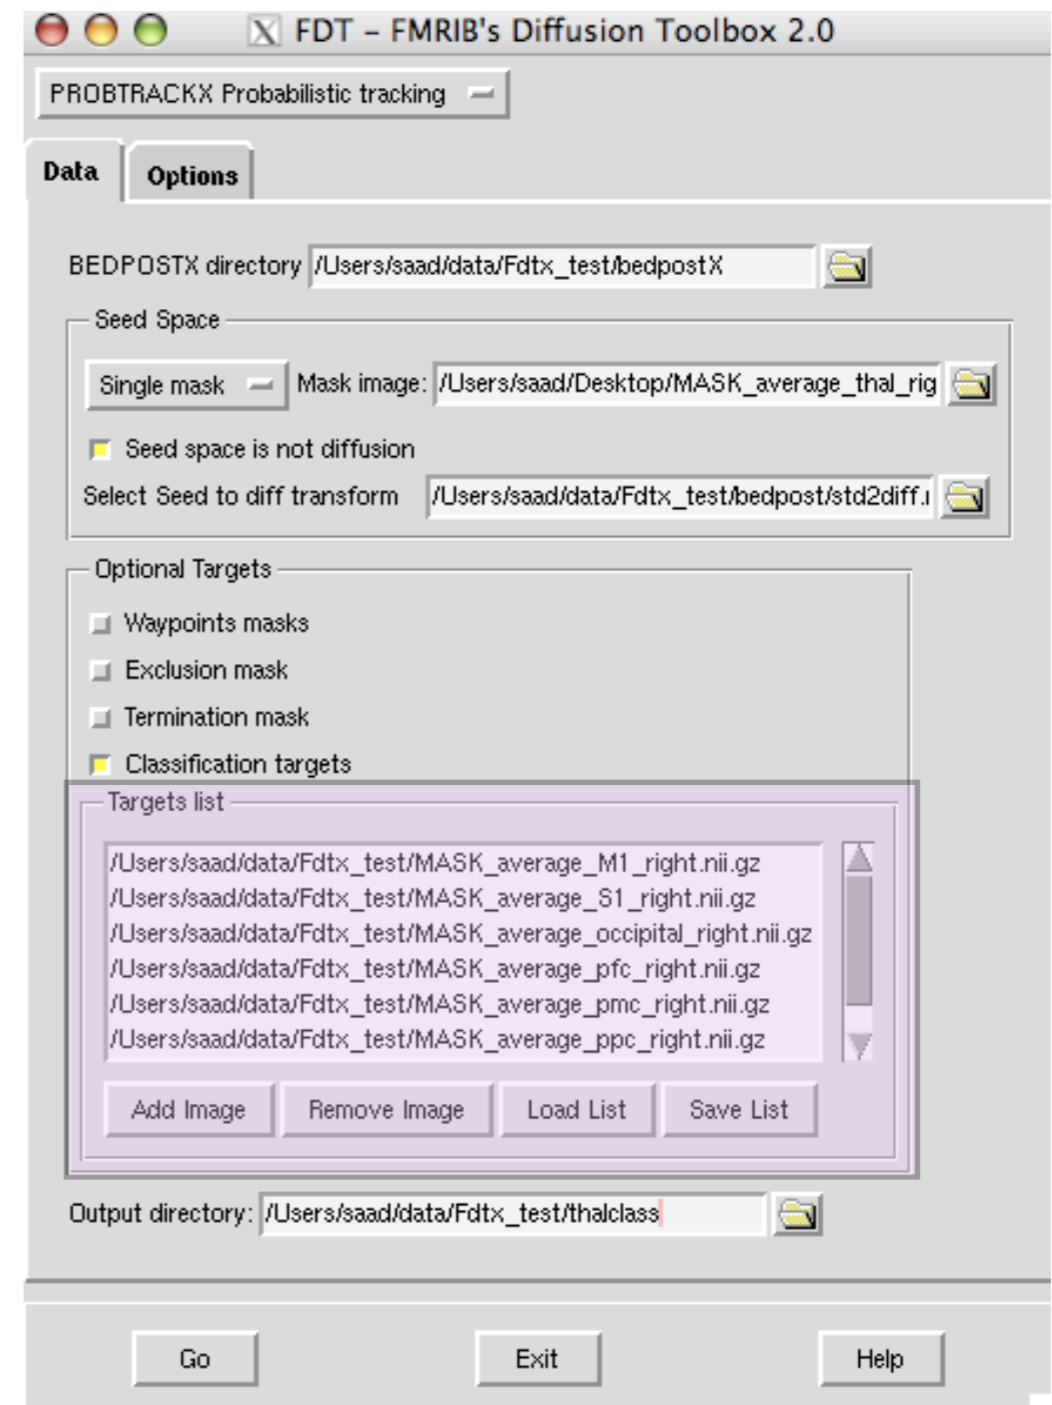 FDT – FMRIB's Diffusion Toolbox 2.0
PROBTRACKX Probabilistic tracking
Data Options
BEDPOSTX directory /Users/saad/data/Fdtx_test/bedpostX
Seed Space
Single mask Mask image: /Users/saad/Desktop/MASK_average_thal_rig
Seed space is not diffusion
Select Seed to diff transform /Users/saad/data/Fdtx_test/bedpost/std2diff.
Optional Targets
Waypoints masks
Exclusion mask
Termination mask
Classification targets
Targets list
/Users/saad/data/Fdtx_test/MASK_average_M1_right.nii.gz
/Users/saad/data/Fdtx_test/MASK_average_S1_right.nii.gz
/Users/saad/data/Fdtx_test/MASK_average_occipital_right.nii.gz
/Users/saad/data/Fdtx_test/MASK_average_pfc_right.nii.gz
/Users/saad/data/Fdtx_test/MASK_average_pmc_right.nii.gz
/Users/saad/data/Fdtx_test/MASK_average_ppc_right.nii.gz
Add Image Remove Image Load List Save List
Output directory: /Users/saad/data/Fdtx_test/thalclass
Go Exit Help